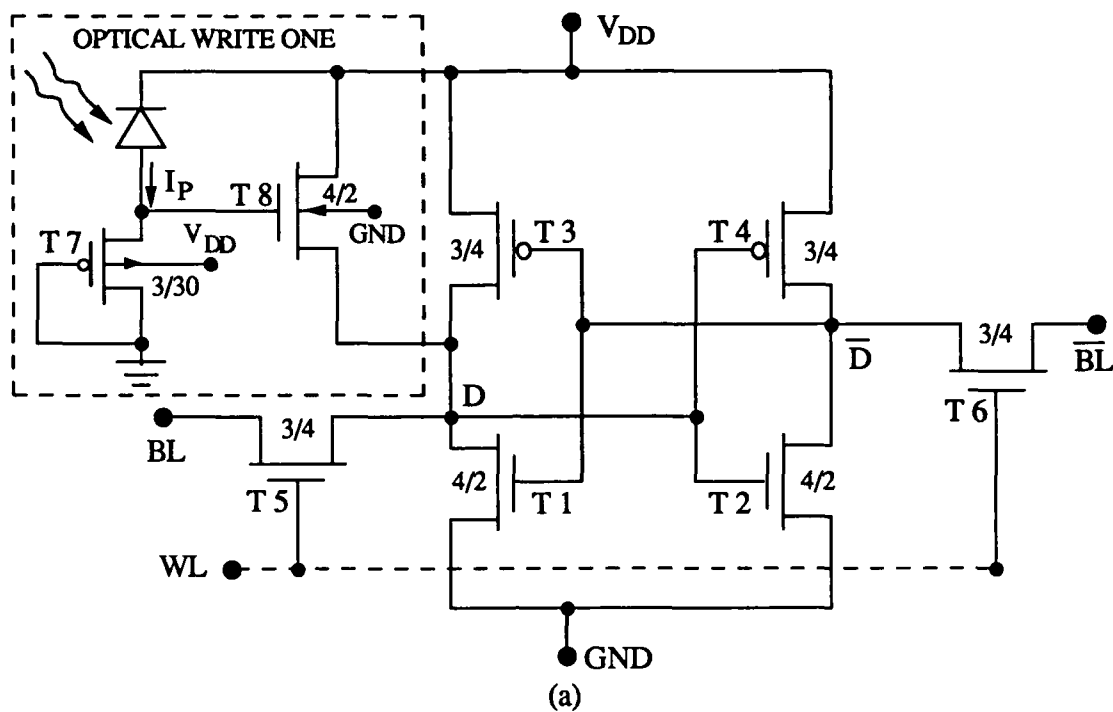 OPTICAL WRITE ONE
V_DD
I_P
T 8
4/2
GND
T 7
V_DD
3/30
3/4
T 3
T 4
3/4
D̅
3/4
B̅L̅
T 6
D
BL
3/4
T 5
4/2
T 1
T 2
4/2
WL
GND
(a)